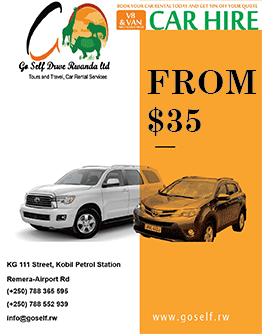 BOOK YOUR CAR RENTAL TODAY AND GET 10% OFF YOUR QUOTE
V8
& VAN
CAR HIRE
Go Self Drive Rwanda ltd
Tours and Travel, Car Rental Services
FROM
$35
KG 111 Street, Kobil Petrol Station
Remera-Airport Rd
(+250) 788 365 595
(+250) 788 552 939
info@goself.rw
www.goself.rw